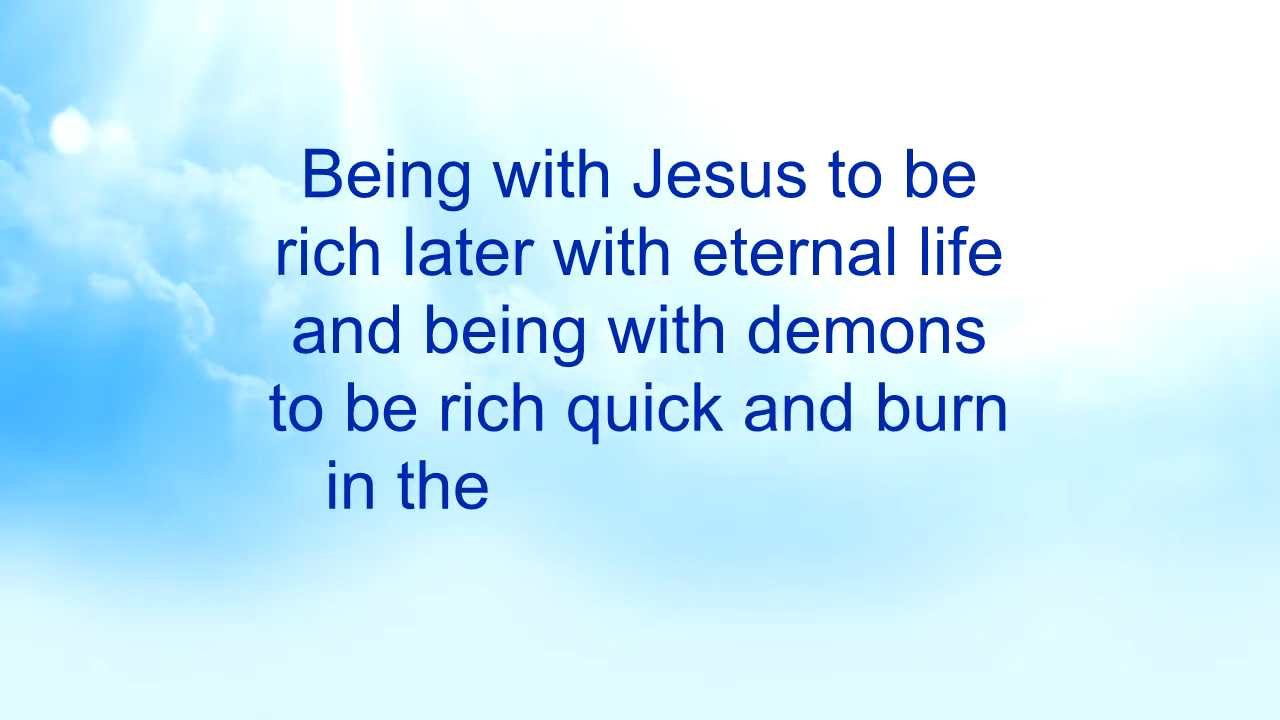 Being with Jesus to be
rich later with eternal life
and being with demons
to be rich quick and burn
in the